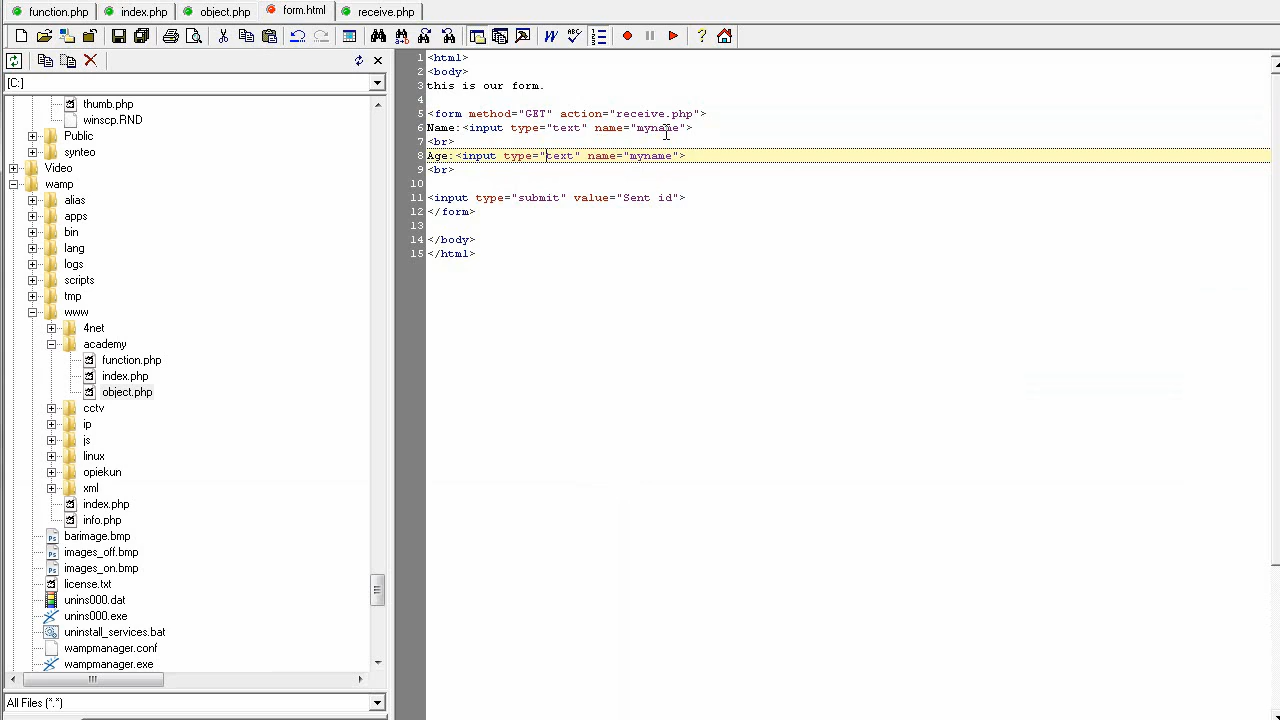 function.php index.php object.php form.html receive.php
[C:]
thumb.php
winscp.RND
Public
synteo
Video
wamp
alias
apps
bin
lang
logs
scripts
tmp
www
4net
academy
function.php
index.php
object.php
cctv
ip
js
linux
opiekun
xml
index.php
info.php
barimage.bmp
images_off.bmp
images_on.bmp
license.txt
unins000.dat
unins000.exe
uninstall_services.bat
wampmanager.conf
wampmanager.exe
All Files (*.*)
1 <html>
2 <body>
3 this is our form.
4
5 <form method="GET" action="receive.php">
6 Name:<input type="text" name="myname">
7 <br>
8 Age:<input type="text" name="myname">
9 <br>
10
11 <input type="submit" value="Sent id">
12 </form>
13
14 </body>
15 </html>